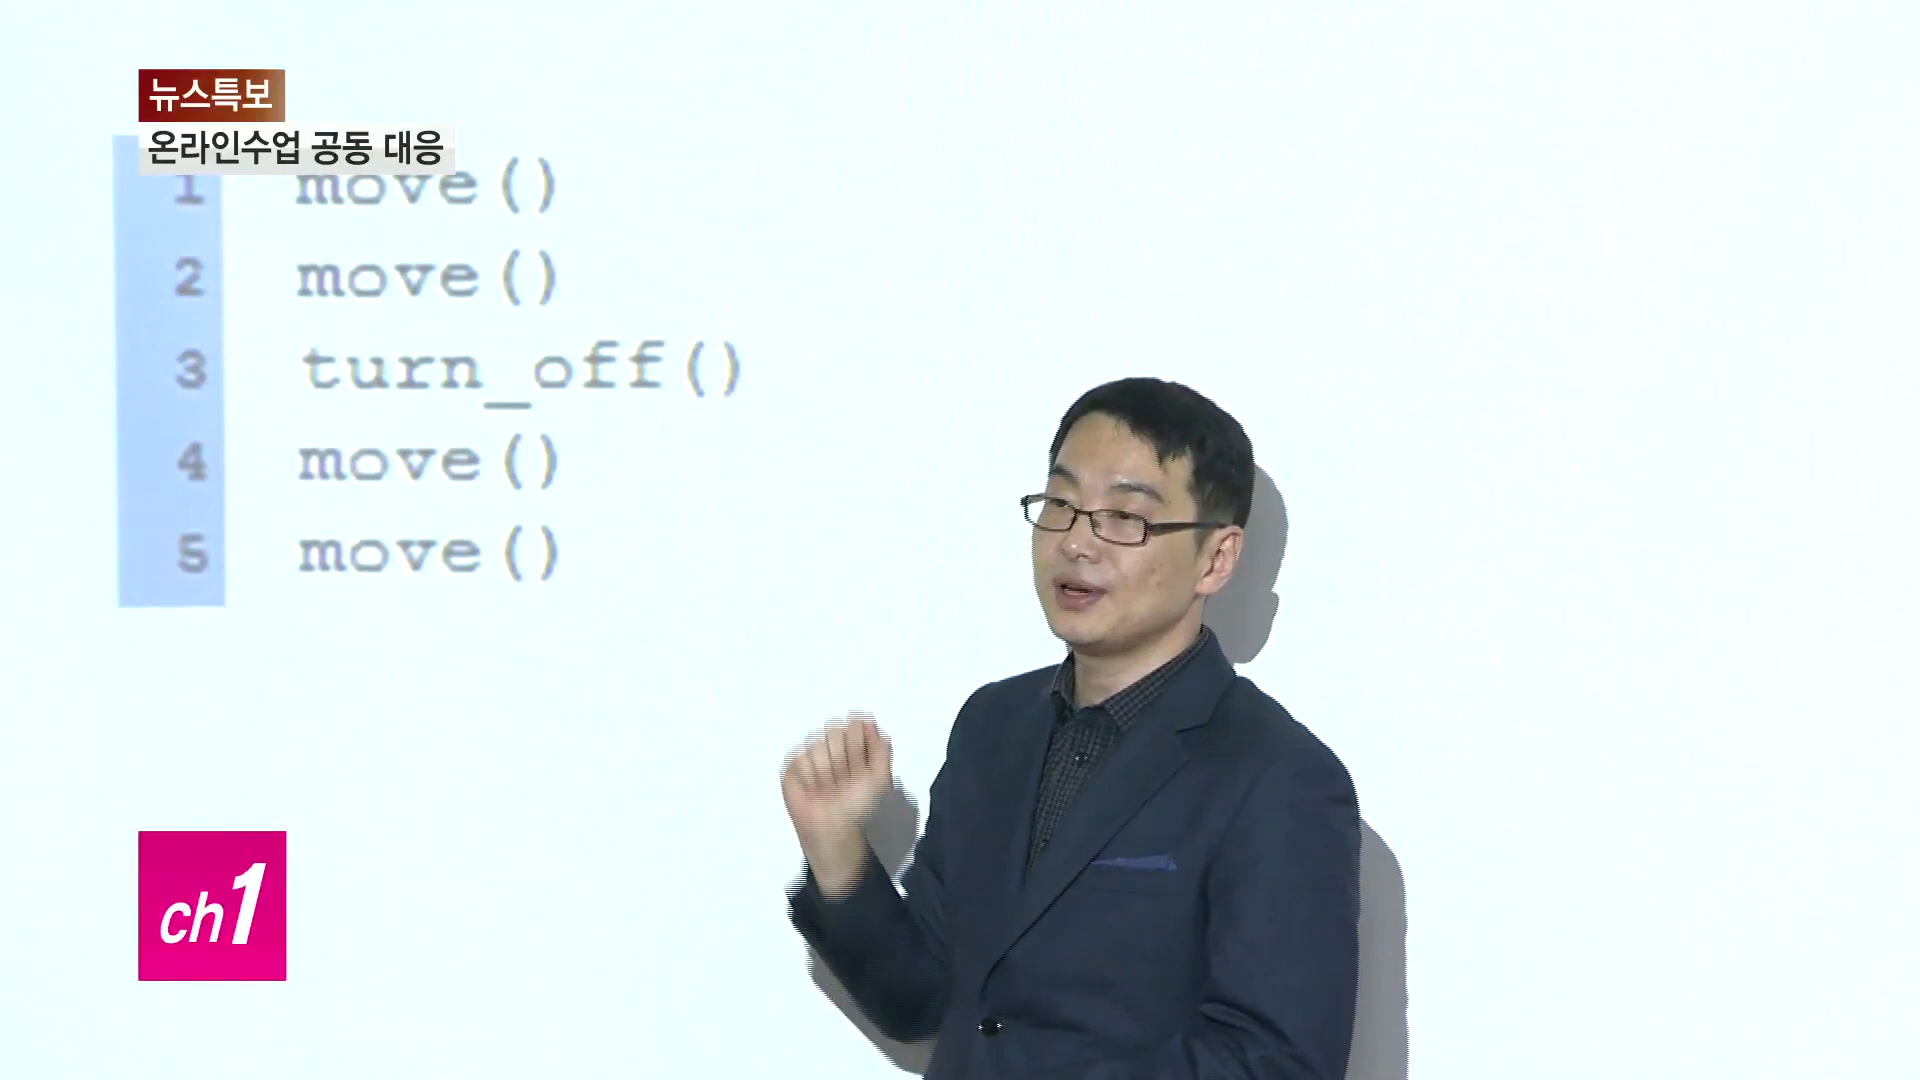 뉴스특보
온라인수업 공동 대응
1 move()
2 move()
3 turn_off()
4 move()
5 move()
ch1